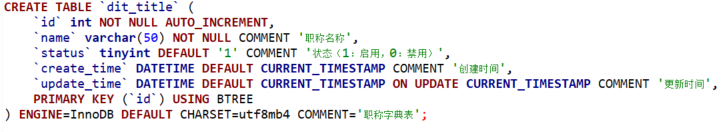 CREATE TABLE `dit_title` (
`id` int NOT NULL AUTO_INCREMENT,
`name` varchar(50) NOT NULL COMMENT '职称名称',
`status` tinyint DEFAULT '1' COMMENT '状态（1：启用，0：禁用）',
`create_time` DATETIME DEFAULT CURRENT_TIMESTAMP COMMENT '创建时间',
`update_time` DATETIME DEFAULT CURRENT_TIMESTAMP ON UPDATE CURRENT_TIMESTAMP COMMENT '更新时间',
PRIMARY KEY (`id`) USING BTREE
) ENGINE=InnoDB DEFAULT CHARSET=utf8mb4 COMMENT='职称字典表';